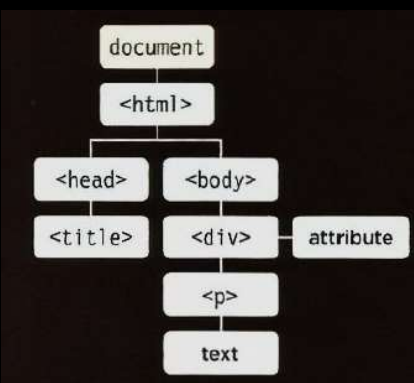 document
<html>
<head> <body>
<title> <div> attribute
<p>
text